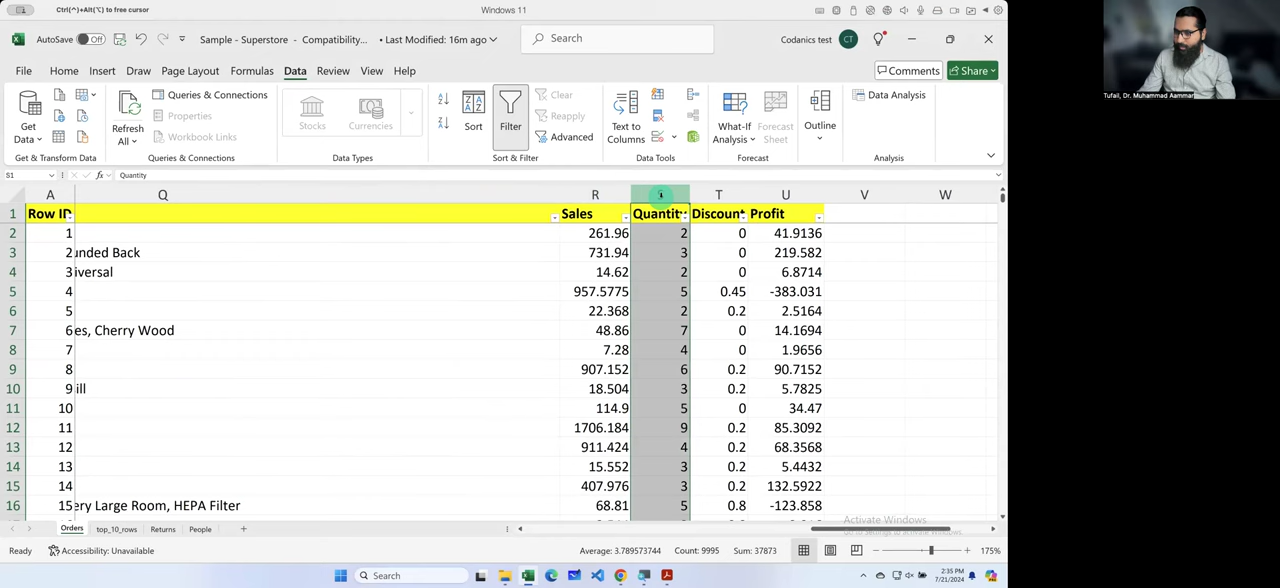 Ctrl(^)+Alt(⌥) to free cursor
Windows 11
AutoSave Off
Sample - Superstore - Compatibility... • Last Modified: 16m ago
Search
Codanics test CT
File Home Insert Draw Page Layout Formulas Data Review View Help
Comments Share
Get Data
Refresh All
Queries & Connections
Properties
Workbook Links
Stocks
Currencies
Sort
Filter
Clear
Reapply
Advanced
Text to Columns
What-If Analysis
Forecast Sheet
Outline
Data Analysis
Get & Transform Data Queries & Connections Data Types Sort & Filter Data Tools Forecast Analysis
S1 fx Quantity
A Q R T U V W
1 Row ID Sales Quantity Discount Profit
2 1 261.96 2 0 41.9136
3 2 unded Back 731.94 3 0 219.582
4 3 iversal 14.62 2 0 6.8714
5 4 957.5775 5 0.45 -383.031
6 5 22.368 2 0.2 2.5164
7 6 es, Cherry Wood 48.86 7 0 14.1694
8 7 7.28 4 0 1.9656
9 8 907.152 6 0.2 90.7152
10 9 ill 18.504 3 0.2 5.7825
11 10 114.9 5 0 34.47
12 11 1706.184 9 0.2 85.3092
13 12 911.424 4 0.2 68.3568
14 13 15.552 3 0.2 5.4432
15 14 407.976 3 0.2 132.5922
16 15 ery Large Room, HEPA Filter 68.81 5 0.8 -123.858
Activate Windows
Orders top_10_rows Returns People
Ready Accessibility: Unavailable Average: 3.789573744 Count: 9995 Sum: 37873 175%
Search
2:35 PM
7/21/2024
Tufail, Dr. Muhammad Aammar